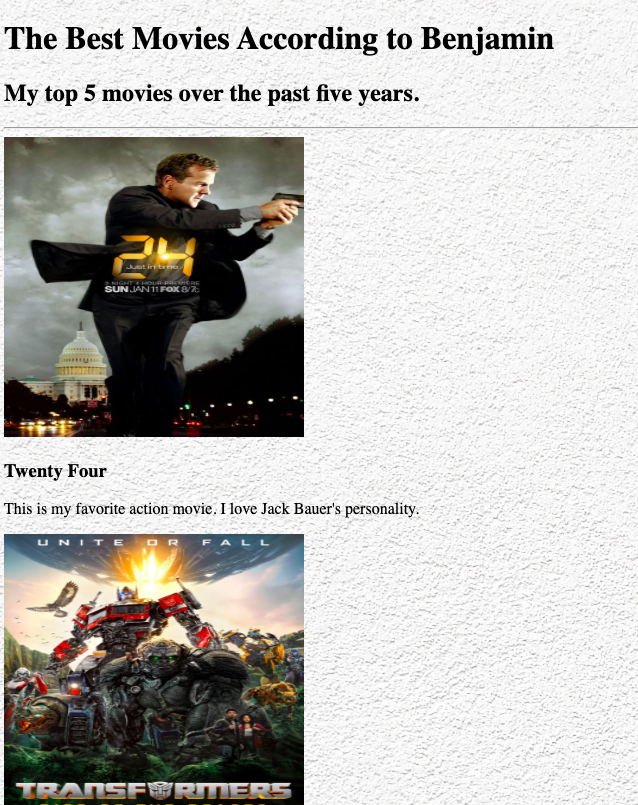 The Best Movies According to Benjamin
My top 5 movies over the past five years.
24
Just in time
2-NIGHT 4-HOUR PREMIERE
SUN JAN 11 FOX 8/7c
Twenty Four
This is my favorite action movie. I love Jack Bauer's personality.
UNITE OR FALL
TRANSFORMERS